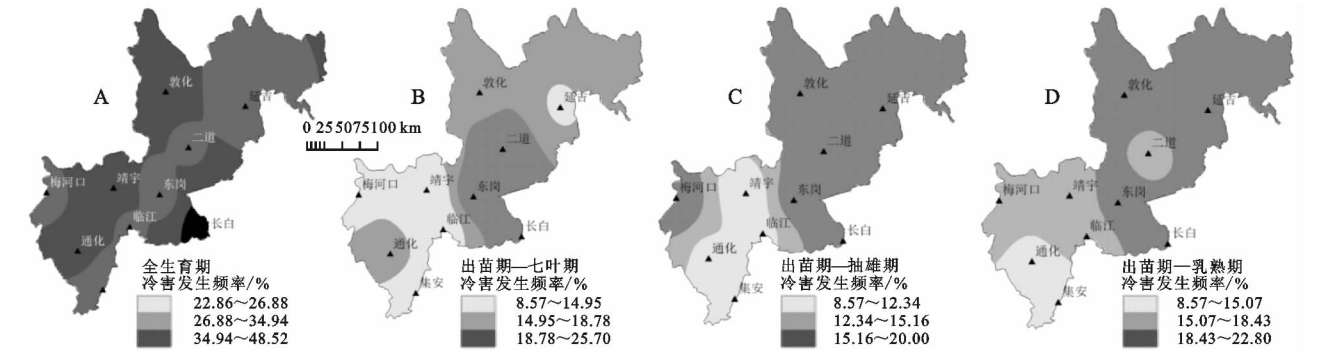 A
敦化
延吉
二道
梅河口
靖宇
东岗
临江
长白
通化
全生育期
冷害发生频率/%
22.86～26.88
26.88～34.94
34.94～48.52
0 25 50 75 100 km
B
敦化
延吉
二道
梅河口
靖宇
东岗
临江
长白
通化
集安
出苗期—七叶期
冷害发生频率/%
8.57～14.95
14.95～18.78
18.78～25.70
C
敦化
延吉
二道
梅河口
靖宇
东岗
临江
长白
通化
集安
出苗期—抽雄期
冷害发生频率/%
8.57～12.34
12.34～15.16
15.16～20.00
D
敦化
延吉
二道
梅河口
靖宇
东岗
临江
长白
通化
集安
出苗期—乳熟期
冷害发生频率/%
8.57～15.07
15.07～18.43
18.43～22.80